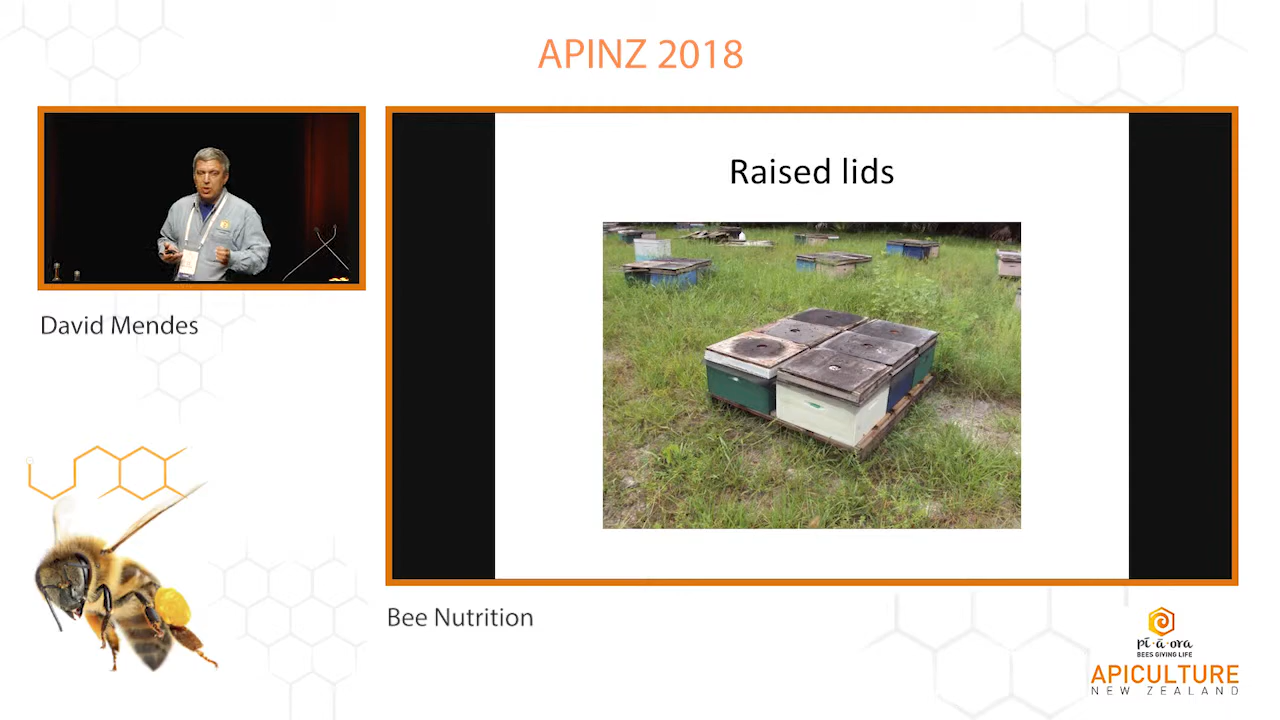 APINZ 2018
Raised lids
David Mendes
Bee Nutrition
pī-ā-ora
BEES GIVING LIFE
APICULTURE
NEW ZEALAND